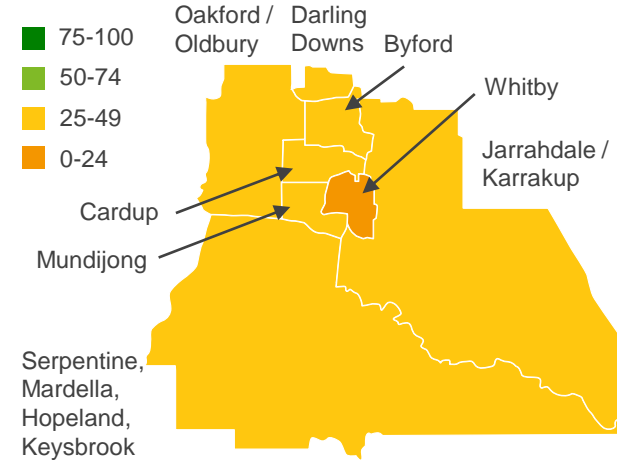 75-100
50-74
25-49
0-24
Oakford /
Oldbury
Darling
Downs
Byford
Whitby
Jarrahdale /
Karrakup
Cardup
Mundijong
Serpentine,
Mardella,
Hopeland,
Keysbrook